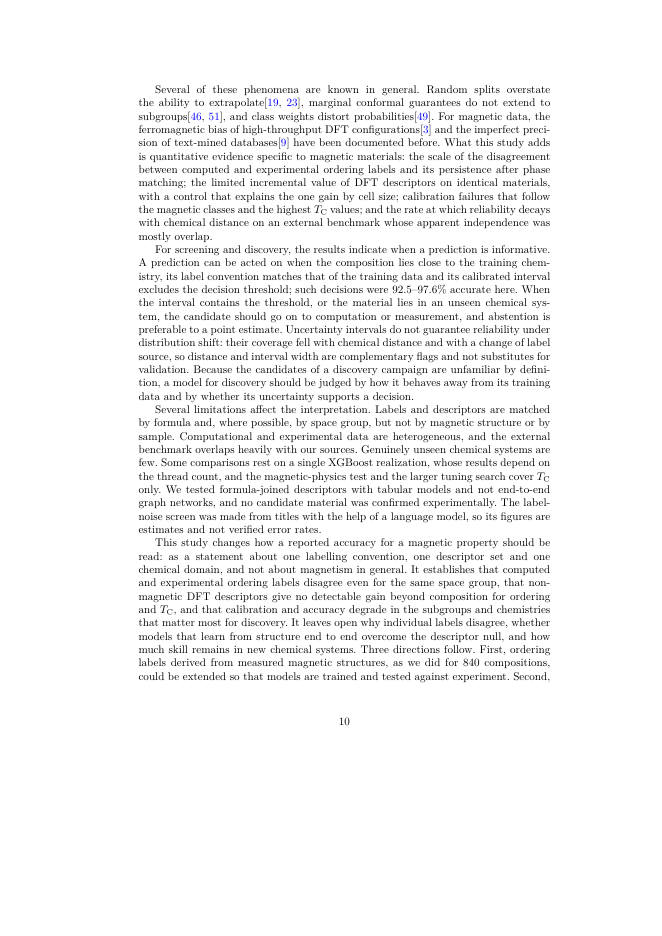 Several of these phenomena are known in general. Random splits overstate
the ability to extrapolate[19, 23], marginal conformal guarantees do not extend to
subgroups[46, 51], and class weights distort probabilities[49]. For magnetic data, the
ferromagnetic bias of high-throughput DFT configurations[3] and the imperfect preci-
sion of text-mined databases[9] have been documented before. What this study adds
is quantitative evidence specific to magnetic materials: the scale of the disagreement
between computed and experimental ordering labels and its persistence after phase
matching; the limited incremental value of DFT descriptors on identical materials,
with a control that explains the one gain by cell size; calibration failures that follow
the magnetic classes and the highest T_C values; and the rate at which reliability decays
with chemical distance on an external benchmark whose apparent independence was
mostly overlap.
For screening and discovery, the results indicate when a prediction is informative.
A prediction can be acted on when the composition lies close to the training chem-
istry, its label convention matches that of the training data and its calibrated interval
excludes the decision threshold; such decisions were 92.5–97.6% accurate here. When
the interval contains the threshold, or the material lies in an unseen chemical sys-
tem, the candidate should go on to computation or measurement, and abstention is
preferable to a point estimate. Uncertainty intervals do not guarantee reliability under
distribution shift: their coverage fell with chemical distance and with a change of label
source, so distance and interval width are complementary flags and not substitutes for
validation. Because the candidates of a discovery campaign are unfamiliar by defini-
tion, a model for discovery should be judged by how it behaves away from its training
data and by whether its uncertainty supports a decision.
Several limitations affect the interpretation. Labels and descriptors are matched
by formula and, where possible, by space group, but not by magnetic structure or by
sample. Computational and experimental data are heterogeneous, and the external
benchmark overlaps heavily with our sources. Genuinely unseen chemical systems are
few. Some comparisons rest on a single XGBoost realization, whose results depend on
the thread count, and the magnetic-physics test and the larger tuning search cover T_C
only. We tested formula-joined descriptors with tabular models and not end-to-end
graph networks, and no candidate material was confirmed experimentally. The label-
noise screen was made from titles with the help of a language model, so its figures are
estimates and not verified error rates.
This study changes how a reported accuracy for a magnetic property should be
read: as a statement about one labelling convention, one descriptor set and one
chemical domain, and not about magnetism in general. It establishes that computed
and experimental ordering labels disagree even for the same space group, that non-
magnetic DFT descriptors give no detectable gain beyond composition for ordering
and T_C, and that calibration and accuracy degrade in the subgroups and chemistries
that matter most for discovery. It leaves open why individual labels disagree, whether
models that learn from structure end to end overcome the descriptor null, and how
much skill remains in new chemical systems. Three directions follow. First, ordering
labels derived from measured magnetic structures, as we did for 840 compositions,
could be extended so that models are trained and tested against experiment. Second,
10